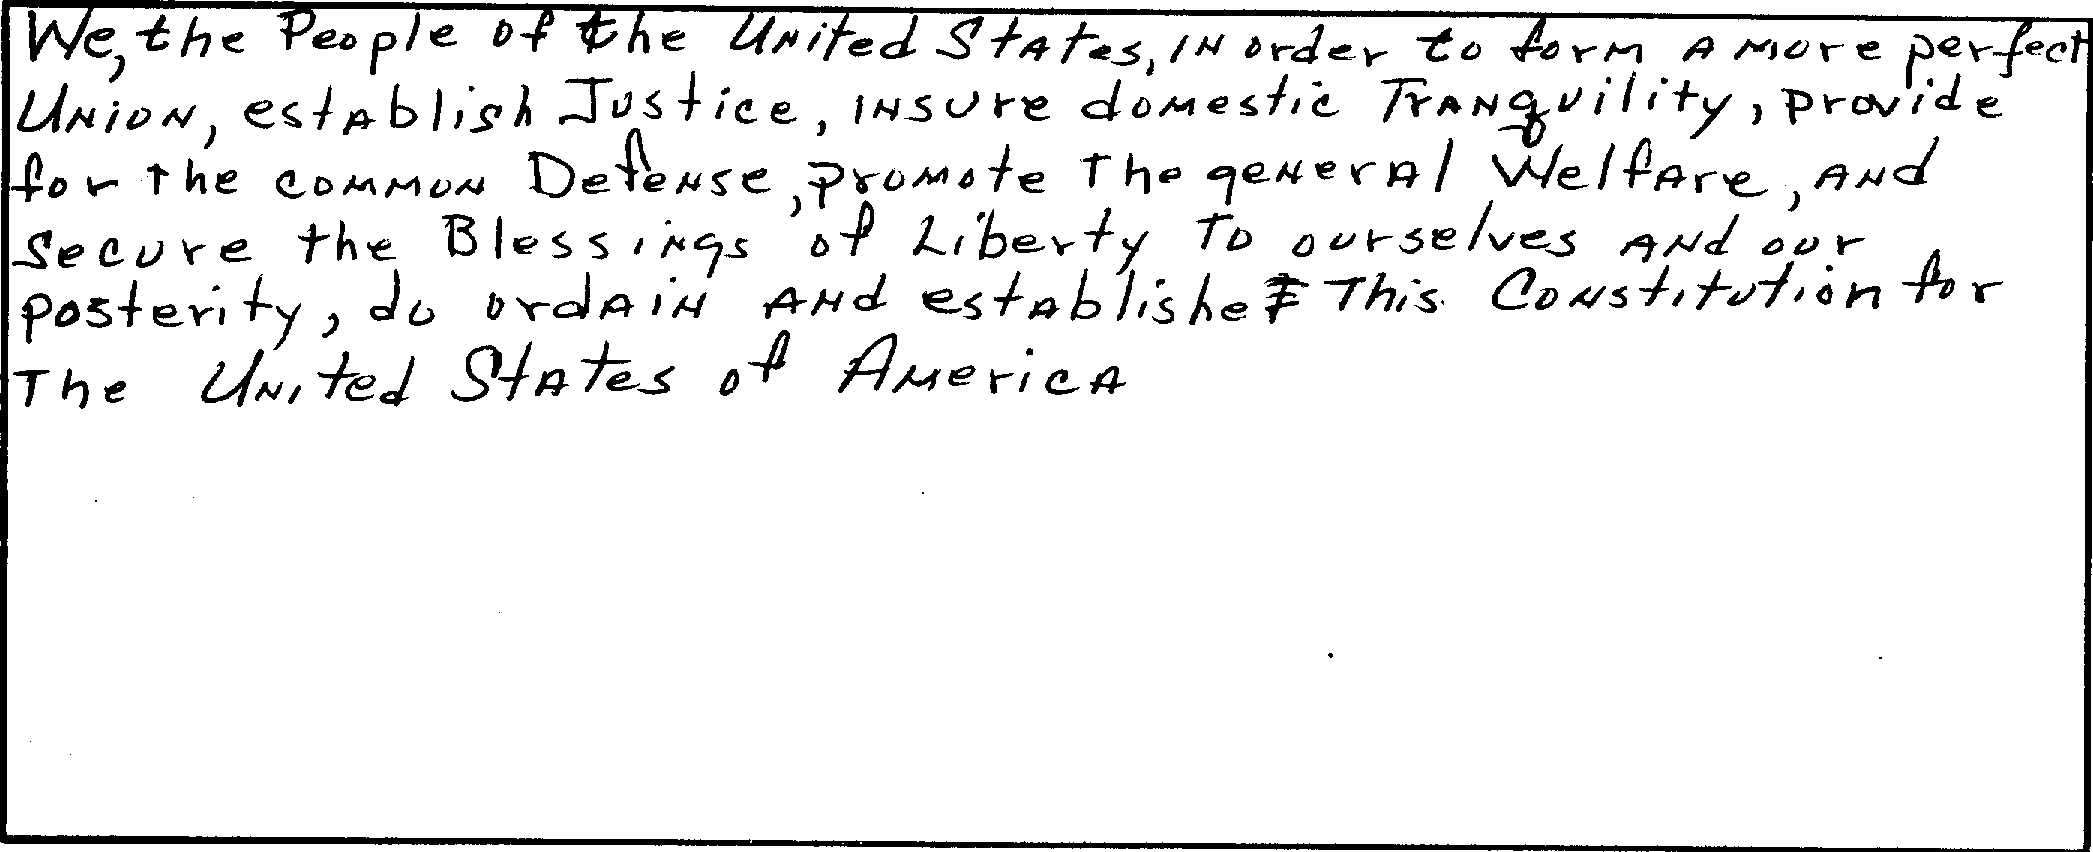 We, the People of the United States, in order to form a more perfect
Union, establish Justice, insure domestic Tranquility, provide
for the common Defense, promote the general Welfare, and
secure the Blessings of Liberty to ourselves and our
posterity, do ordain and establishe this Constitution for
The United States of America